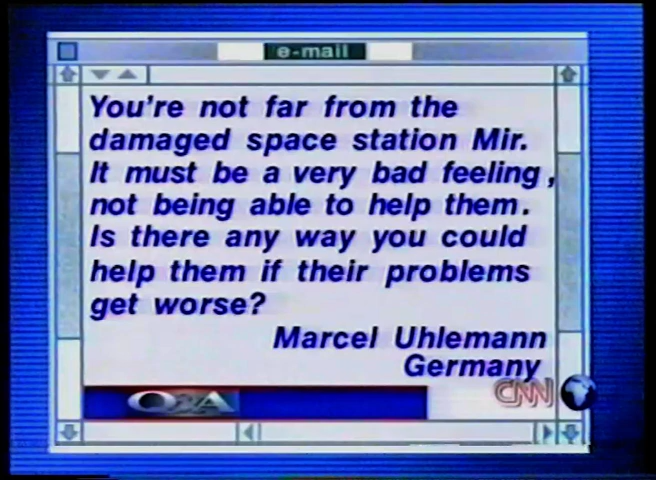 e-mail
You're not far from the
damaged space station Mir.
It must be a very bad feeling,
not being able to help them.
Is there any way you could
help them if their problems
get worse?
Marcel Uhlemann
Germany
Q&A
CNN